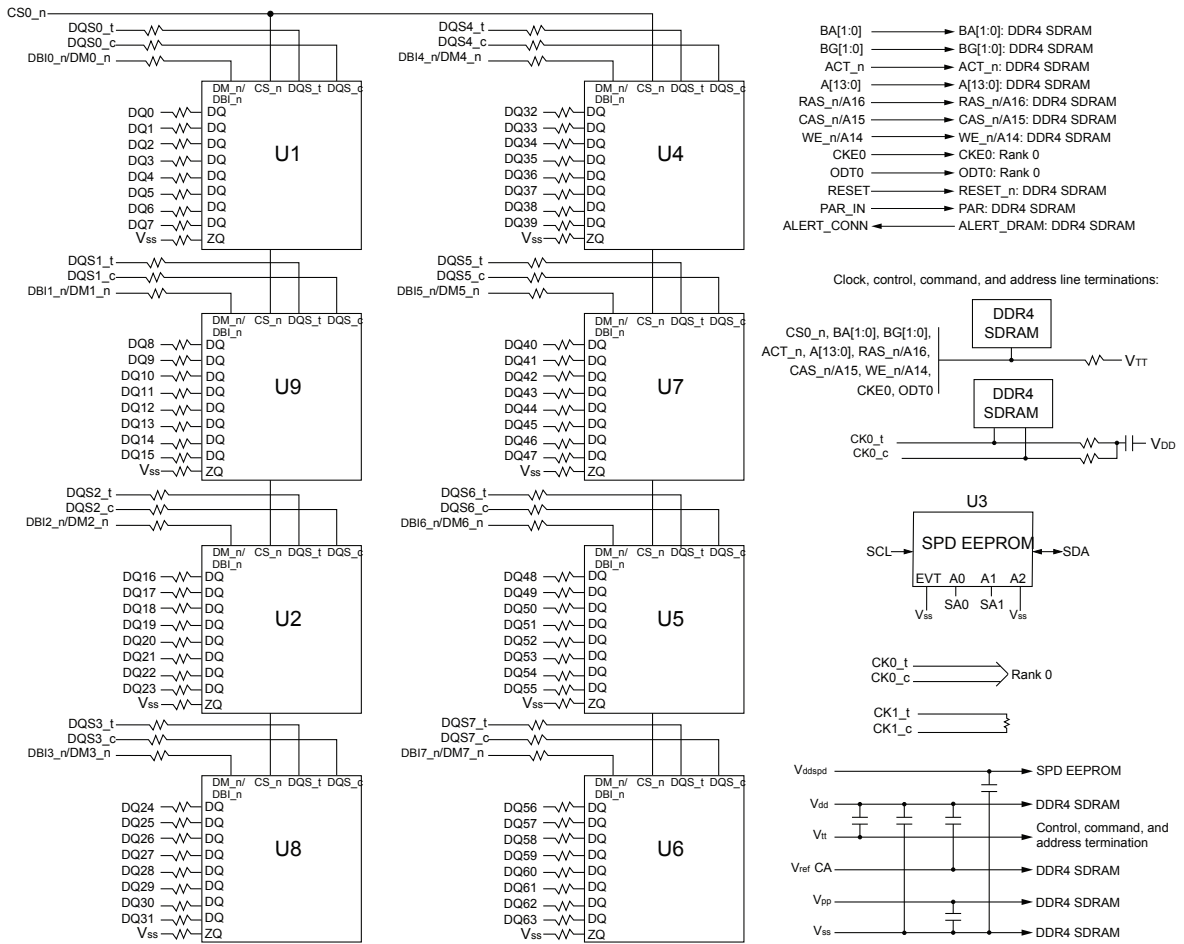 CS0_n
DQS0_t
DQS0_c
DBI0_n/DM0_n
DM_n/ CS_n DQS_t DQS_c
DBI_n
DQ0 DQ
DQ1 DQ
DQ2 DQ
DQ3 DQ
DQ4 DQ
DQ5 DQ
DQ6 DQ
DQ7 DQ
Vss ZQ
U1
DQS1_t
DQS1_c
DBI1_n/DM1_n
DM_n/ CS_n DQS_t DQS_c
DBI_n
DQ8 DQ
DQ9 DQ
DQ10 DQ
DQ11 DQ
DQ12 DQ
DQ13 DQ
DQ14 DQ
DQ15 DQ
Vss ZQ
U9
DQS2_t
DQS2_c
DBI2_n/DM2_n
DM_n/ CS_n DQS_t DQS_c
DBI_n
DQ16 DQ
DQ17 DQ
DQ18 DQ
DQ19 DQ
DQ20 DQ
DQ21 DQ
DQ22 DQ
DQ23 DQ
Vss ZQ
U2
DQS3_t
DQS3_c
DBI3_n/DM3_n
DM_n/ CS_n DQS_t DQS_c
DBI_n
DQ24 DQ
DQ25 DQ
DQ26 DQ
DQ27 DQ
DQ28 DQ
DQ29 DQ
DQ30 DQ
DQ31 DQ
Vss ZQ
U8
DQS4_t
DQS4_c
DBI4_n/DM4_n
DM_n/ CS_n DQS_t DQS_c
DBI_n
DQ32 DQ
DQ33 DQ
DQ34 DQ
DQ35 DQ
DQ36 DQ
DQ37 DQ
DQ38 DQ
DQ39 DQ
Vss ZQ
U4
DQS5_t
DQS5_c
DBI5_n/DM5_n
DM_n/ CS_n DQS_t DQS_c
DBI_n
DQ40 DQ
DQ41 DQ
DQ42 DQ
DQ43 DQ
DQ44 DQ
DQ45 DQ
DQ46 DQ
DQ47 DQ
Vss ZQ
U7
DQS6_t
DQS6_c
DBI6_n/DM6_n
DM_n/ CS_n DQS_t DQS_c
DBI_n
DQ48 DQ
DQ49 DQ
DQ50 DQ
DQ51 DQ
DQ52 DQ
DQ53 DQ
DQ54 DQ
DQ55 DQ
Vss ZQ
U5
DQS7_t
DQS7_c
DBI7_n/DM7_n
DM_n/ CS_n DQS_t DQS_c
DBI_n
DQ56 DQ
DQ57 DQ
DQ58 DQ
DQ59 DQ
DQ60 DQ
DQ61 DQ
DQ62 DQ
DQ63 DQ
Vss ZQ
U6
BA[1:0] BA[1:0]: DDR4 SDRAM
BG[1:0] BG[1:0]: DDR4 SDRAM
ACT_n ACT_n: DDR4 SDRAM
A[13:0] A[13:0]: DDR4 SDRAM
RAS_n/A16 RAS_n/A16: DDR4 SDRAM
CAS_n/A15 CAS_n/A15: DDR4 SDRAM
WE_n/A14 WE_n/A14: DDR4 SDRAM
CKE0 CKE0: Rank 0
ODT0 ODT0: Rank 0
RESET RESET_n: DDR4 SDRAM
PAR_IN PAR: DDR4 SDRAM
ALERT_CONN ALERT_DRAM: DDR4 SDRAM
Clock, control, command, and address line terminations:
DDR4
SDRAM
CS0_n, BA[1:0], BG[1:0],
ACT_n, A[13:0], RAS_n/A16,
CAS_n/A15, WE_n/A14,
CKE0, ODT0
VTT
DDR4
SDRAM
CK0_t
CK0_c
VDD
U3
SPD EEPROM
SCL
SDA
EVT A0 A1 A2
Vss SA0 SA1 Vss
CK0_t
CK0_c
Rank 0
CK1_t
CK1_c
Vddspd SPD EEPROM
Vdd DDR4 SDRAM
Vtt Control, command, and
address termination
Vref CA DDR4 SDRAM
Vpp DDR4 SDRAM
Vss DDR4 SDRAM